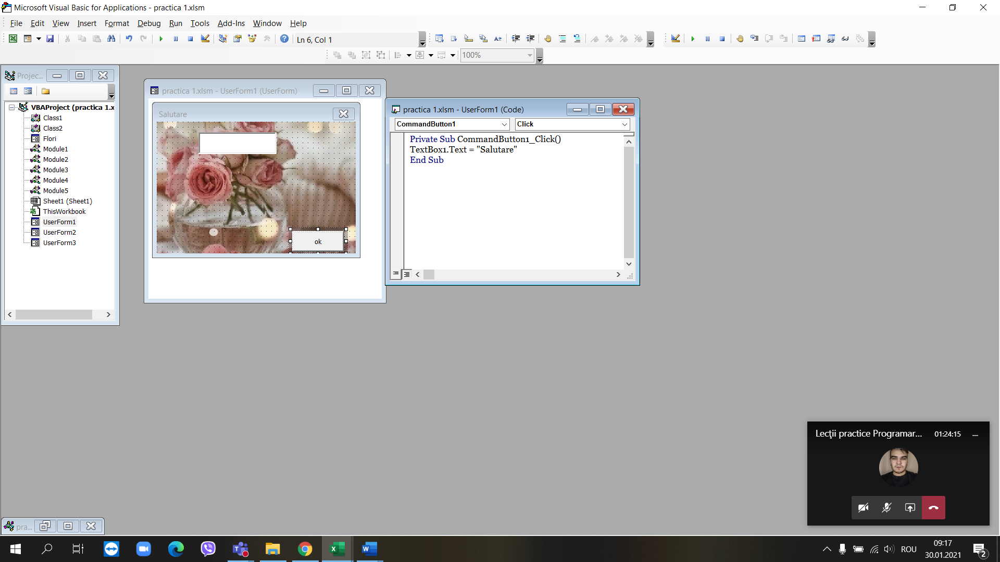 Microsoft Visual Basic for Applications - practica 1.xlsm
File Edit View Insert Format Debug Run Tools Add-Ins Window Help
Ln 6, Col 1
100%
Projec...
VBAProject (practica 1.x
Class1
Class2
Flori
Module1
Module2
Module3
Module4
Module5
Sheet1 (Sheet1)
ThisWorkbook
UserForm1
UserForm2
UserForm3
practica 1.xlsm - UserForm1 (UserForm)
Salutare
ok
practica 1.xlsm - UserForm1 (Code)
CommandButton1 Click
Private Sub CommandButton1_Click()
TextBox1.Text = "Salutare"
End Sub
Lecții practice Programar... 01:24:15
pra...
ROU
09:17
30.01.2021
2